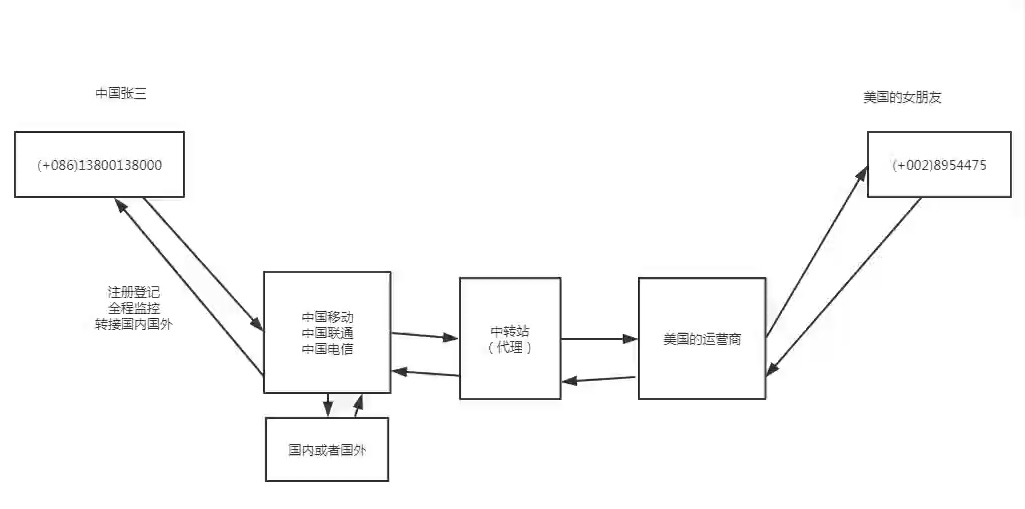 中国张三
美国的女朋友
(+086)13800138000
(+002)8954475
注册登记
全程监控
转接国内国外
中国移动
中国联通
中国电信
中转站
（代理）
美国的运营商
国内或者国外